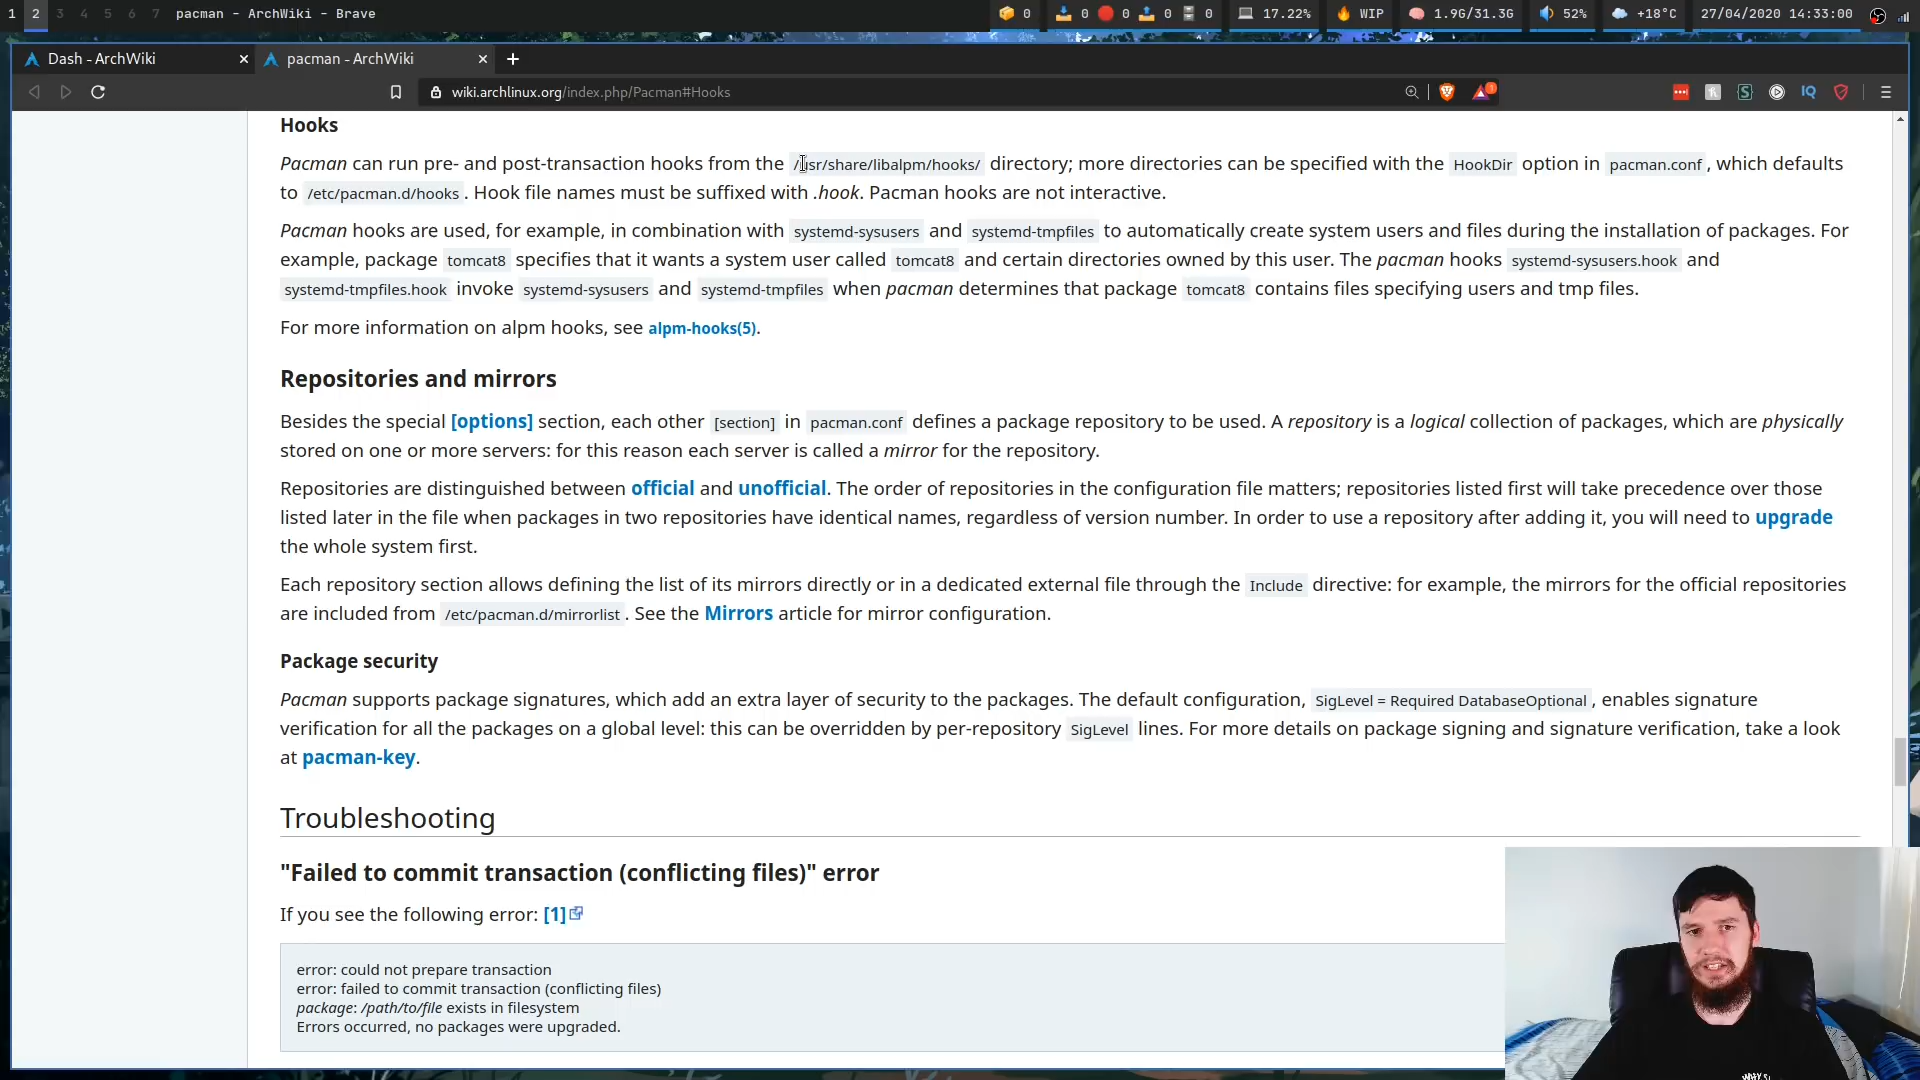 1 2 3 4 5 6 7 pacman - ArchWiki - Brave 0 0 0 0 0 17.22% WIP 1.9G/31.3G 52% +18°C 27/04/2020 14:33:00
Dash - ArchWiki pacman - ArchWiki
wiki.archlinux.org/index.php/Pacman#Hooks
Hooks
Pacman can run pre- and post-transaction hooks from the /usr/share/libalpm/hooks/ directory; more directories can be specified with the HookDir option in pacman.conf, which defaults
to /etc/pacman.d/hooks. Hook file names must be suffixed with .hook. Pacman hooks are not interactive.
Pacman hooks are used, for example, in combination with systemd-sysusers and systemd-tmpfiles to automatically create system users and files during the installation of packages. For
example, package tomcat8 specifies that it wants a system user called tomcat8 and certain directories owned by this user. The pacman hooks systemd-sysusers.hook and
systemd-tmpfiles.hook invoke systemd-sysusers and systemd-tmpfiles when pacman determines that package tomcat8 contains files specifying users and tmp files.
For more information on alpm hooks, see alpm-hooks(5).
Repositories and mirrors
Besides the special [options] section, each other [section] in pacman.conf defines a package repository to be used. A repository is a logical collection of packages, which are physically
stored on one or more servers: for this reason each server is called a mirror for the repository.
Repositories are distinguished between official and unofficial. The order of repositories in the configuration file matters; repositories listed first will take precedence over those
listed later in the file when packages in two repositories have identical names, regardless of version number. In order to use a repository after adding it, you will need to upgrade
the whole system first.
Each repository section allows defining the list of its mirrors directly or in a dedicated external file through the Include directive: for example, the mirrors for the official repositories
are included from /etc/pacman.d/mirrorlist. See the Mirrors article for mirror configuration.
Package security
Pacman supports package signatures, which add an extra layer of security to the packages. The default configuration, SigLevel = Required DatabaseOptional, enables signature
verification for all the packages on a global level: this can be overridden by per-repository SigLevel lines. For more details on package signing and signature verification, take a look
at pacman-key.
Troubleshooting
"Failed to commit transaction (conflicting files)" error
If you see the following error: [1]
error: could not prepare transaction
error: failed to commit transaction (conflicting files)
package: /path/to/file exists in filesystem
Errors occurred, no packages were upgraded.